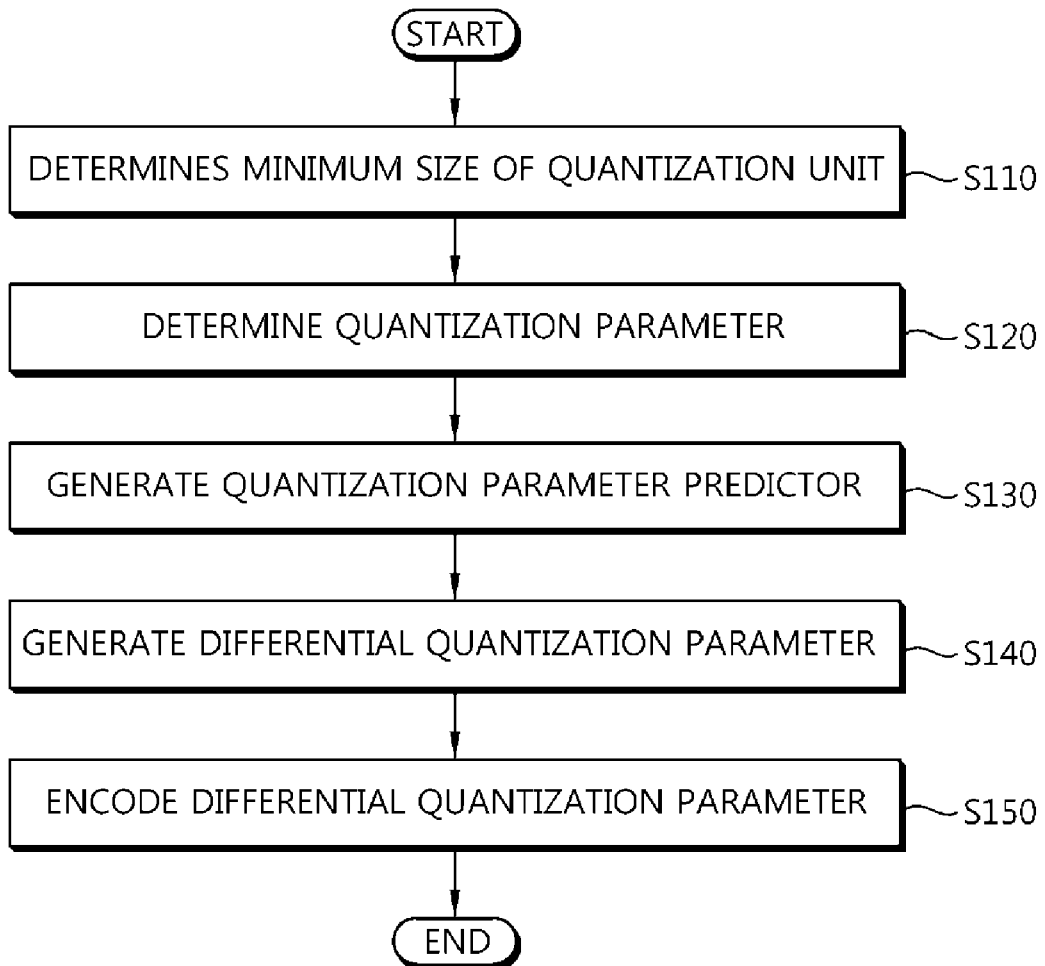 START
DETERMINES MINIMUM SIZE OF QUANTIZATION UNIT
S110
DETERMINE QUANTIZATION PARAMETER
S120
GENERATE QUANTIZATION PARAMETER PREDICTOR
S130
GENERATE DIFFERENTIAL QUANTIZATION PARAMETER
S140
ENCODE DIFFERENTIAL QUANTIZATION PARAMETER
S150
END